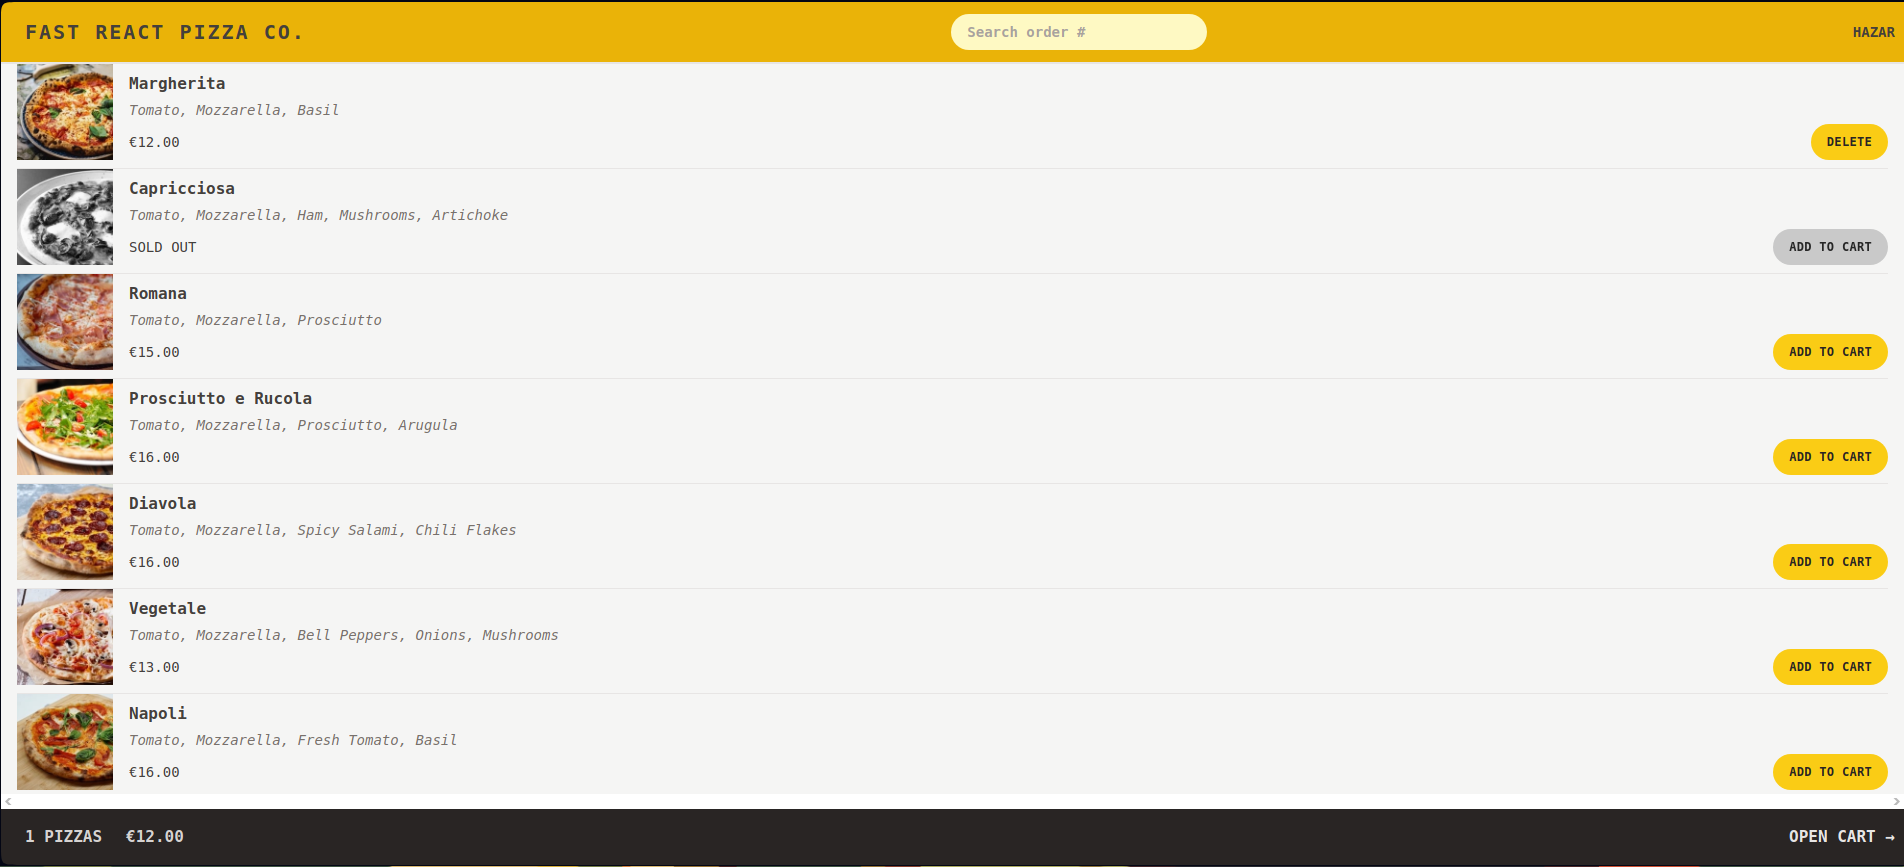 FAST REACT PIZZA CO.
Search order #
HAZAR
Margherita
Tomato, Mozzarella, Basil
€12.00
DELETE
Capricciosa
Tomato, Mozzarella, Ham, Mushrooms, Artichoke
SOLD OUT
ADD TO CART
Romana
Tomato, Mozzarella, Prosciutto
€15.00
ADD TO CART
Prosciutto e Rucola
Tomato, Mozzarella, Prosciutto, Arugula
€16.00
ADD TO CART
Diavola
Tomato, Mozzarella, Spicy Salami, Chili Flakes
€16.00
ADD TO CART
Vegetale
Tomato, Mozzarella, Bell Peppers, Onions, Mushrooms
€13.00
ADD TO CART
Napoli
Tomato, Mozzarella, Fresh Tomato, Basil
€16.00
ADD TO CART
1 PIZZAS €12.00
OPEN CART →